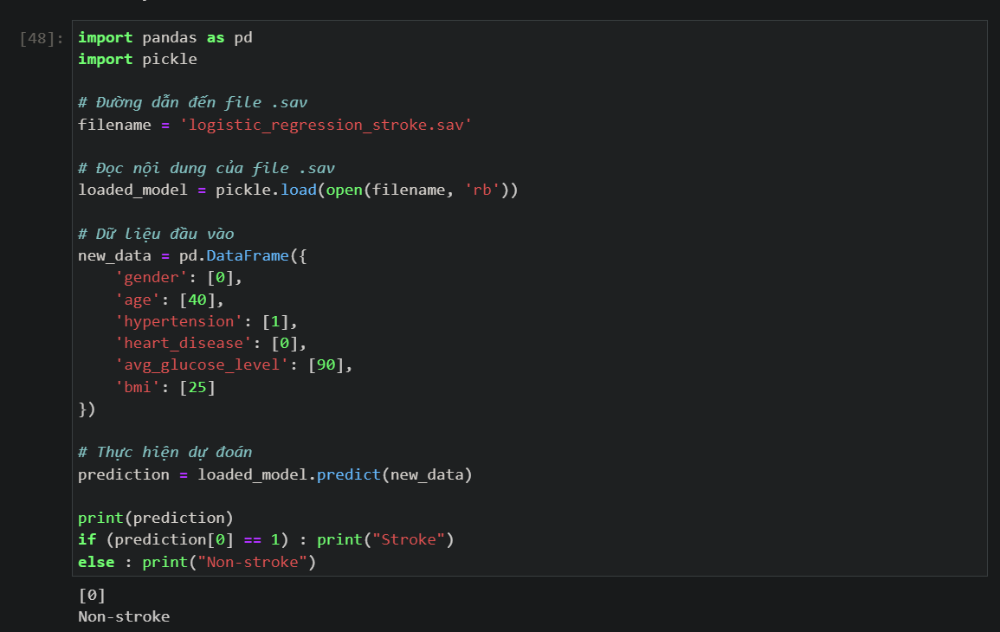 [48]:
import pandas as pd
import pickle
# Đường dẫn đến file .sav
filename = 'logistic_regression_stroke.sav'
# Đọc nội dung của file .sav
loaded_model = pickle.load(open(filename, 'rb'))
# Dữ liệu đầu vào
new_data = pd.DataFrame({
    'gender': [0],
    'age': [40],
    'hypertension': [1],
    'heart_disease': [0],
    'avg_glucose_level': [90],
    'bmi': [25]
})
# Thực hiện dự đoán
prediction = loaded_model.predict(new_data)
print(prediction)
if (prediction[0] == 1) : print("Stroke")
else : print("Non-stroke")
[0]
Non-stroke